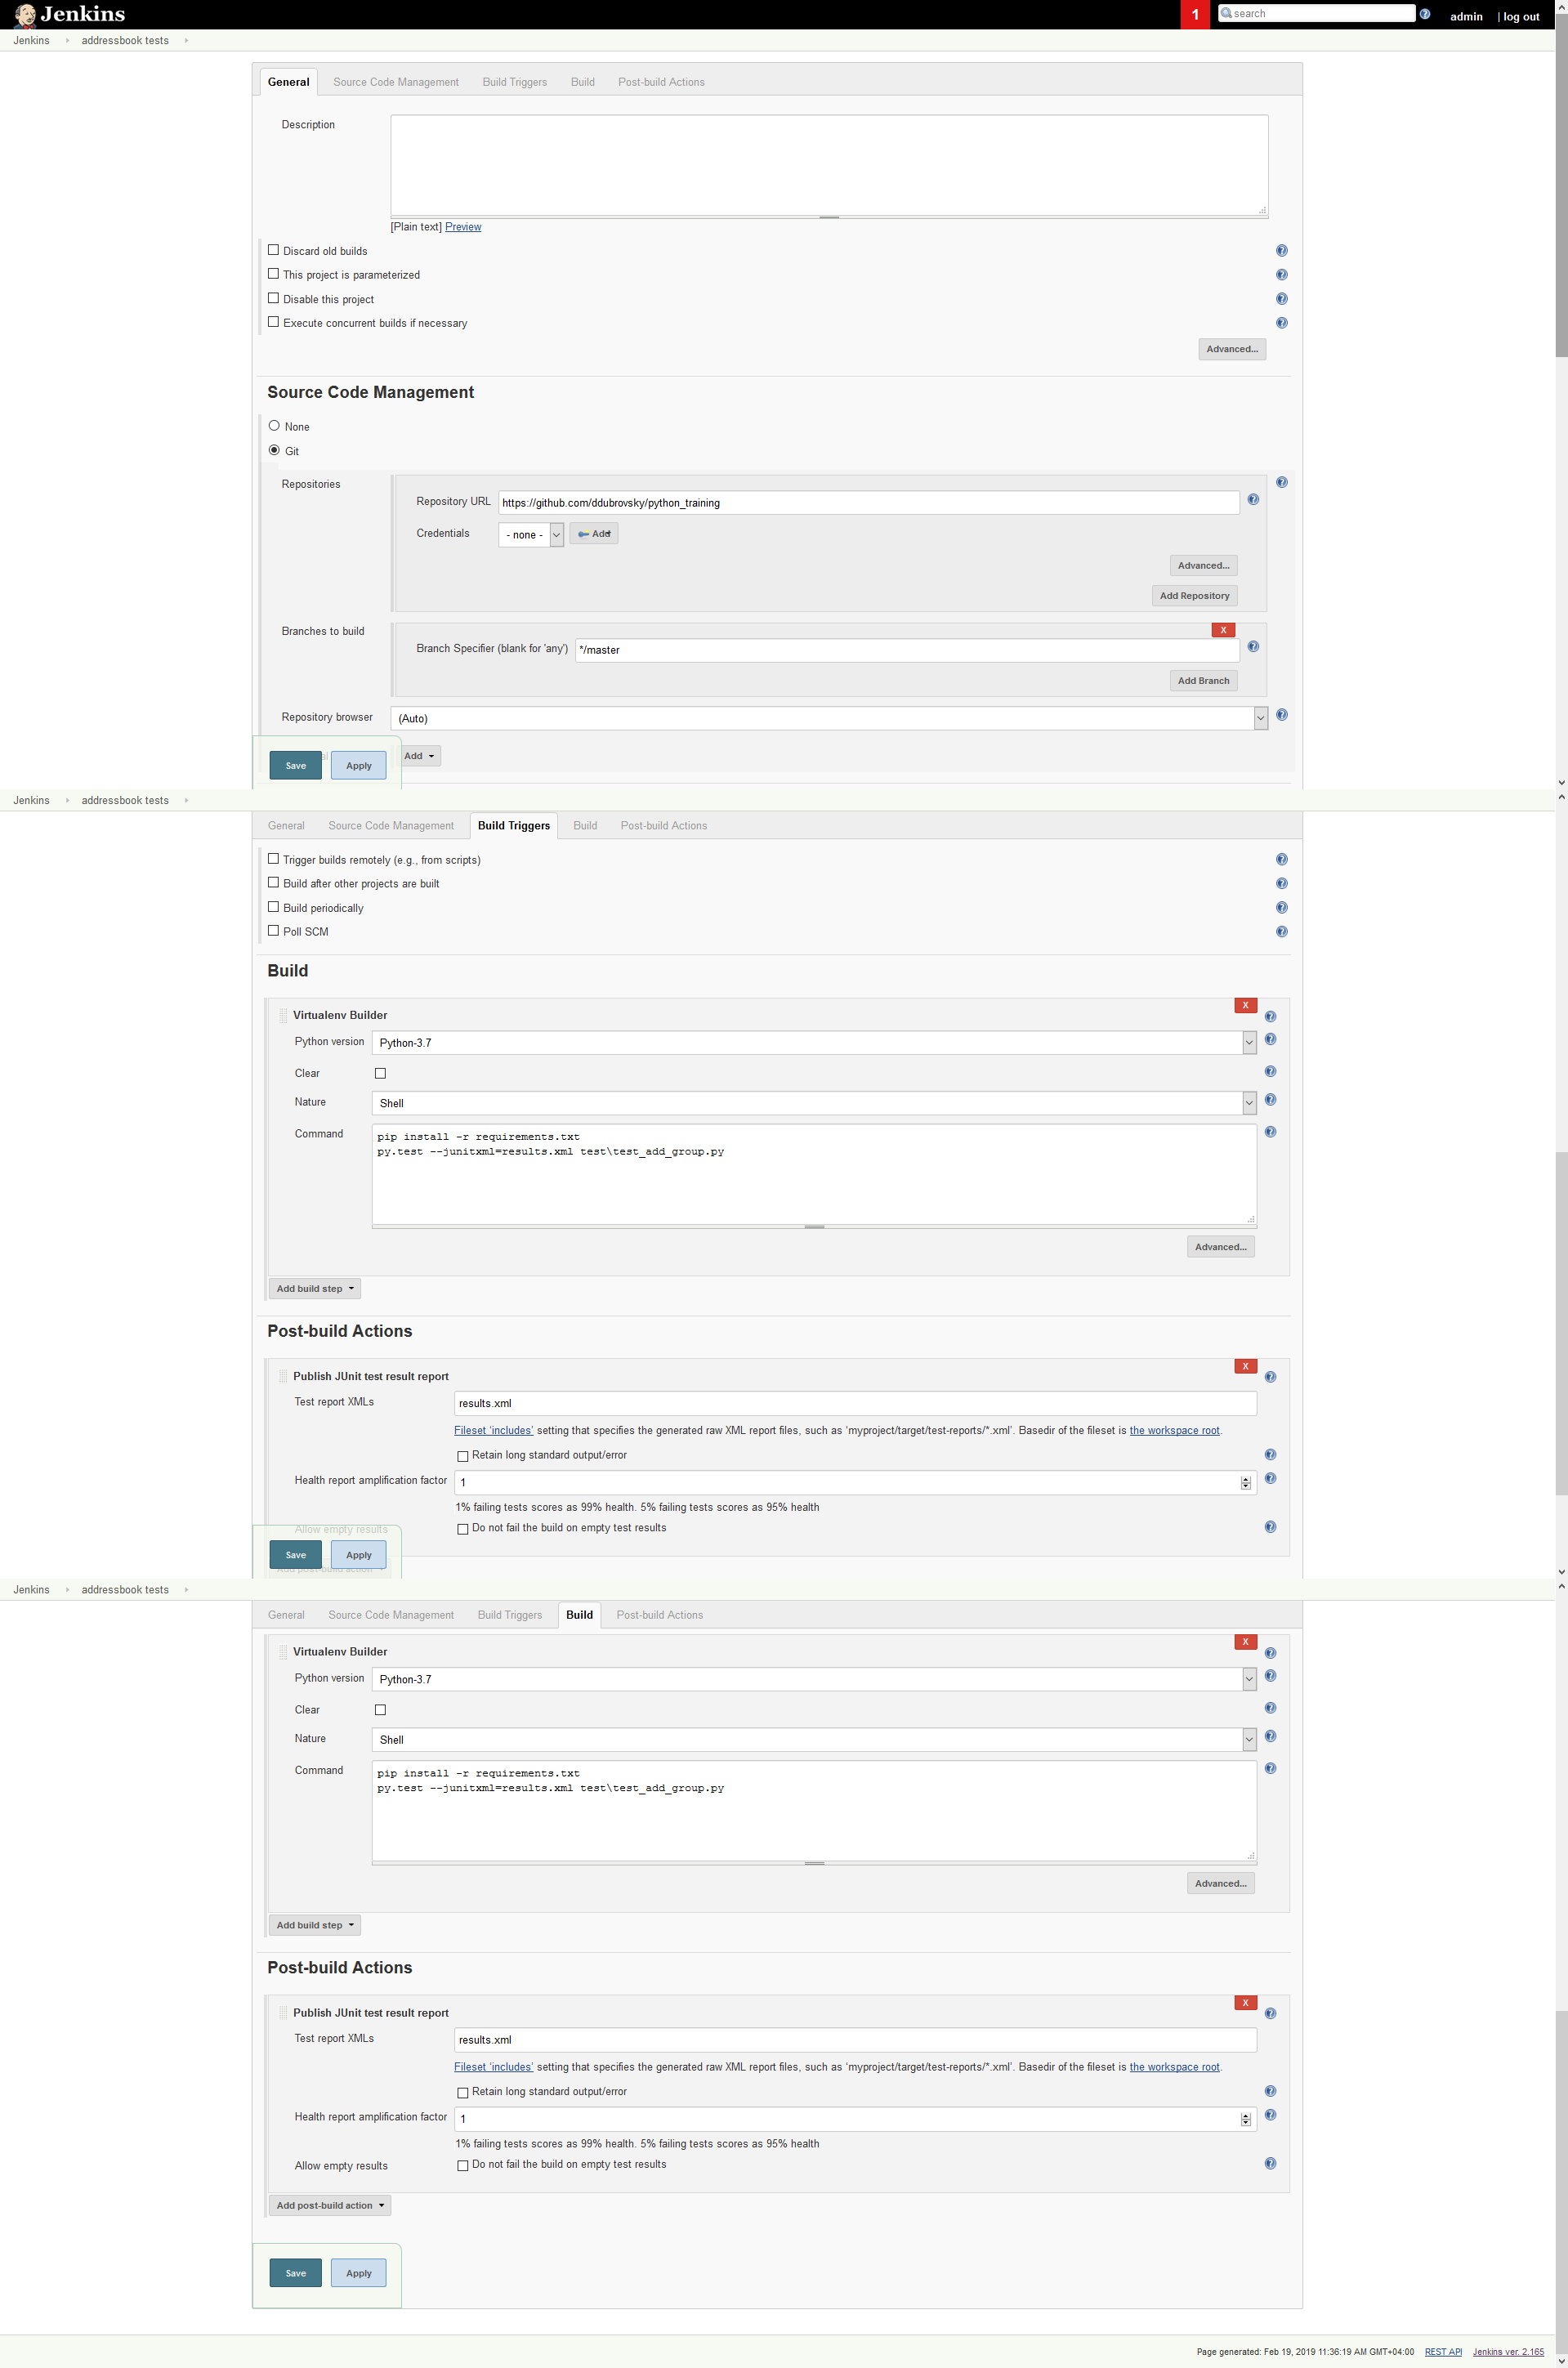 Jenkins
1
search
admin | log out
Jenkins addressbook tests
General Source Code Management Build Triggers Build Post-build Actions
Description
[Plain text] Preview
Discard old builds
This project is parameterized
Disable this project
Execute concurrent builds if necessary
Advanced...
Source Code Management
None
Git
Repositories
Repository URL https://github.com/ddubrovsky/python_training
Credentials - none - Add
Advanced...
Add Repository
Branches to build
X
Branch Specifier (blank for 'any') */master
Add Branch
Repository browser (Auto)
Add
Save Apply
Jenkins addressbook tests
General Source Code Management Build Triggers Build Post-build Actions
Trigger builds remotely (e.g., from scripts)
Build after other projects are built
Build periodically
Poll SCM
Build
X
Virtualenv Builder
Python version Python-3.7
Clear
Nature Shell
Command
pip install -r requirements.txt
py.test --junitxml=results.xml test\test_add_group.py
Advanced...
Add build step
Post-build Actions
X
Publish JUnit test result report
Test report XMLs results.xml
Fileset 'includes' setting that specifies the generated raw XML report files, such as 'myproject/target/test-reports/*.xml'. Basedir of the fileset is the workspace root.
Retain long standard output/error
Health report amplification factor 1
1% failing tests scores as 99% health. 5% failing tests scores as 95% health
Allow empty results Do not fail the build on empty test results
Save Apply
Add post-build action
Jenkins addressbook tests
General Source Code Management Build Triggers Build Post-build Actions
X
Virtualenv Builder
Python version Python-3.7
Clear
Nature Shell
Command
pip install -r requirements.txt
py.test --junitxml=results.xml test\test_add_group.py
Advanced...
Add build step
Post-build Actions
X
Publish JUnit test result report
Test report XMLs results.xml
Fileset 'includes' setting that specifies the generated raw XML report files, such as 'myproject/target/test-reports/*.xml'. Basedir of the fileset is the workspace root.
Retain long standard output/error
Health report amplification factor 1
1% failing tests scores as 99% health. 5% failing tests scores as 95% health
Allow empty results Do not fail the build on empty test results
Add post-build action
Save Apply
Page generated: Feb 19, 2019 11:36:19 AM GMT+04:00 REST API Jenkins ver. 2.165